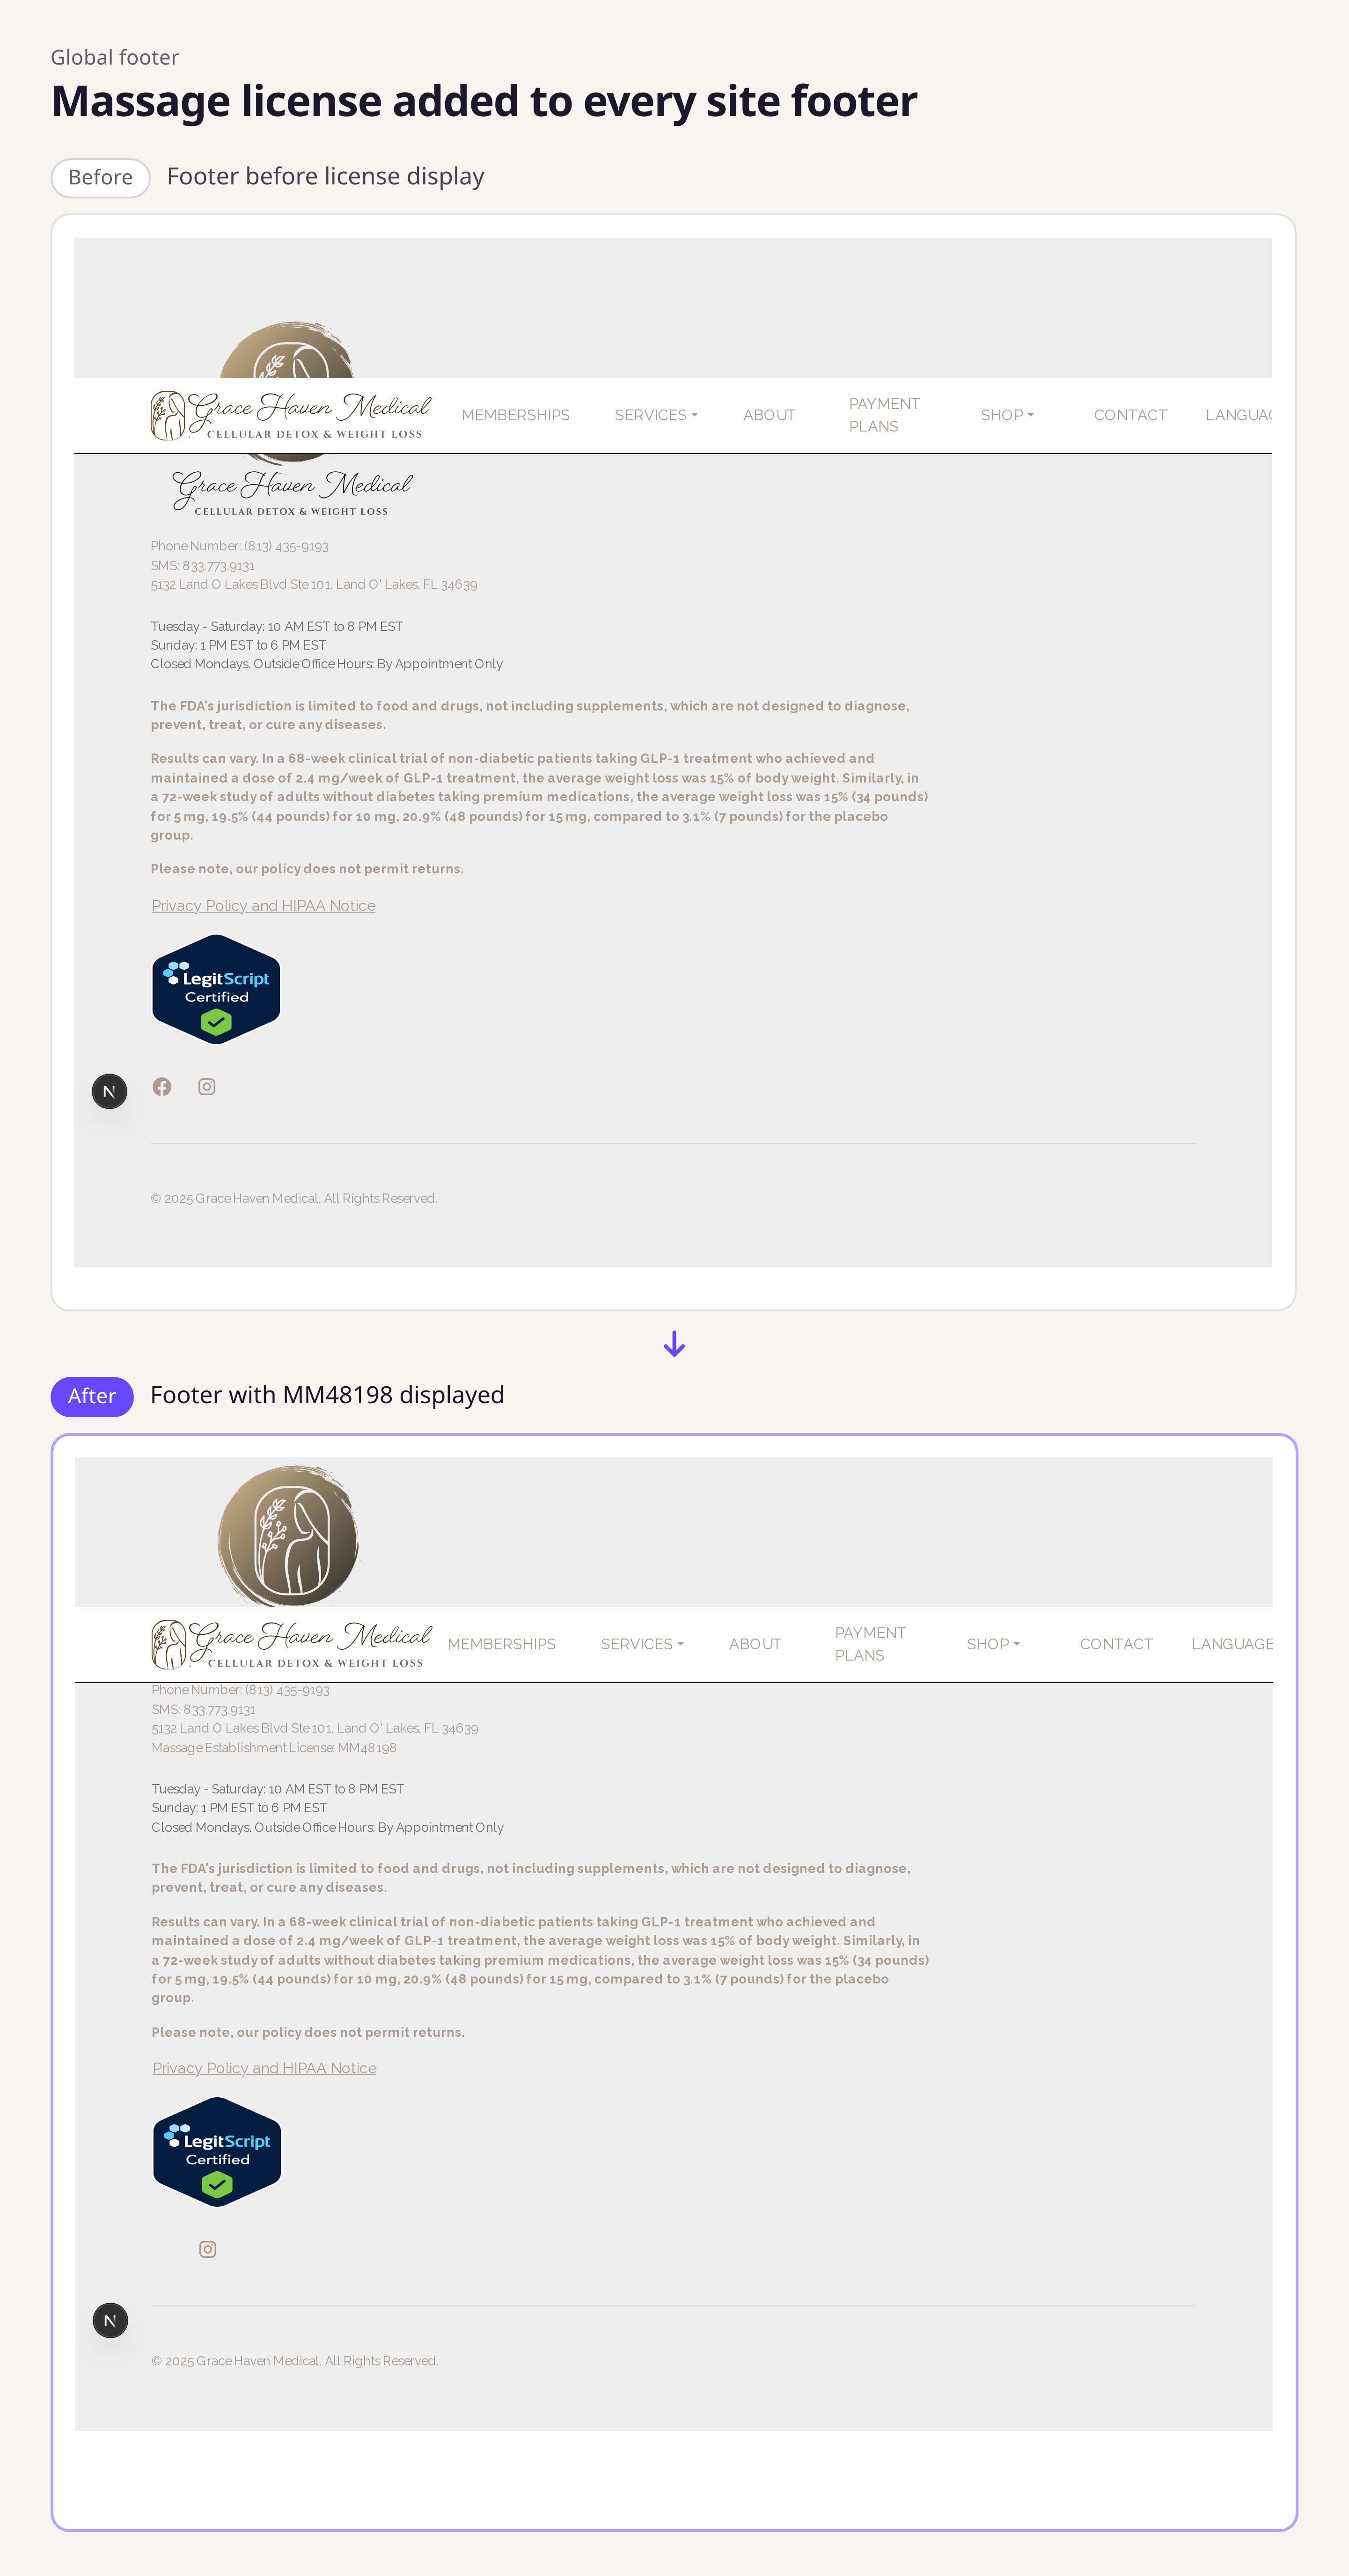 Global footer
Massage license added to every site footer
Before
Footer before license display
Grace Haven Medical
CELLULAR DETOX & WEIGHT LOSS
MEMBERSHIPS
SERVICES
ABOUT
PAYMENT
PLANS
SHOP
CONTACT
LANGUAG
Grace Haven Medical
CELLULAR DETOX & WEIGHT LOSS
Phone Number: (813) 435-9193
SMS: 833.773.9131
5132 Land O Lakes Blvd Ste 101, Land O' Lakes, FL 34639
Tuesday - Saturday: 10 AM EST to 8 PM EST
Sunday: 1 PM EST to 6 PM EST
Closed Mondays. Outside Office Hours: By Appointment Only
The FDA's jurisdiction is limited to food and drugs, not including supplements, which are not designed to diagnose,
prevent, treat, or cure any diseases.
Results can vary. In a 68-week clinical trial of non-diabetic patients taking GLP-1 treatment who achieved and
maintained a dose of 2.4 mg/week of GLP-1 treatment, the average weight loss was 15% of body weight. Similarly, in
a 72-week study of adults without diabetes taking premium medications, the average weight loss was 15% (34 pounds)
for 5 mg, 19.5% (44 pounds) for 10 mg, 20.9% (48 pounds) for 15 mg, compared to 3.1% (7 pounds) for the placebo
group.
Please note, our policy does not permit returns.
Privacy Policy and HIPAA Notice
LegitScript
Certified
N
© 2025 Grace Haven Medical. All Rights Reserved.
After
Footer with MM48198 displayed
Grace Haven Medical
CELLULAR DETOX & WEIGHT LOSS
MEMBERSHIPS
SERVICES
ABOUT
PAYMENT
PLANS
SHOP
CONTACT
LANGUAGE
Phone Number: (813) 435-9193
SMS: 833.773.9131
5132 Land O Lakes Blvd Ste 101, Land O' Lakes, FL 34639
Massage Establishment License: MM48198
Tuesday - Saturday: 10 AM EST to 8 PM EST
Sunday: 1 PM EST to 6 PM EST
Closed Mondays. Outside Office Hours: By Appointment Only
The FDA's jurisdiction is limited to food and drugs, not including supplements, which are not designed to diagnose,
prevent, treat, or cure any diseases.
Results can vary. In a 68-week clinical trial of non-diabetic patients taking GLP-1 treatment who achieved and
maintained a dose of 2.4 mg/week of GLP-1 treatment, the average weight loss was 15% of body weight. Similarly, in
a 72-week study of adults without diabetes taking premium medications, the average weight loss was 15% (34 pounds)
for 5 mg, 19.5% (44 pounds) for 10 mg, 20.9% (48 pounds) for 15 mg, compared to 3.1% (7 pounds) for the placebo
group.
Please note, our policy does not permit returns.
Privacy Policy and HIPAA Notice
LegitScript
Certified
N
© 2025 Grace Haven Medical. All Rights Reserved.